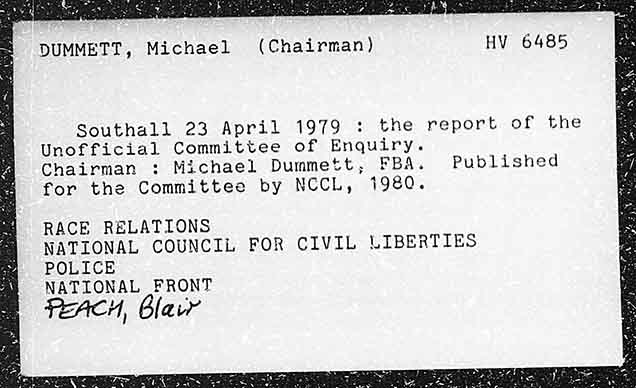 DUMMETT, Michael (Chairman) HV 6485
Southall 23 April 1979 : the report of the
Unofficial Committee of Enquiry.
Chairman : Michael Dummett, FBA. Published
for the Committee by NCCL, 1980.
RACE RELATIONS
NATIONAL COUNCIL FOR CIVIL LIBERTIES
POLICE
NATIONAL FRONT
PEACH, Blair